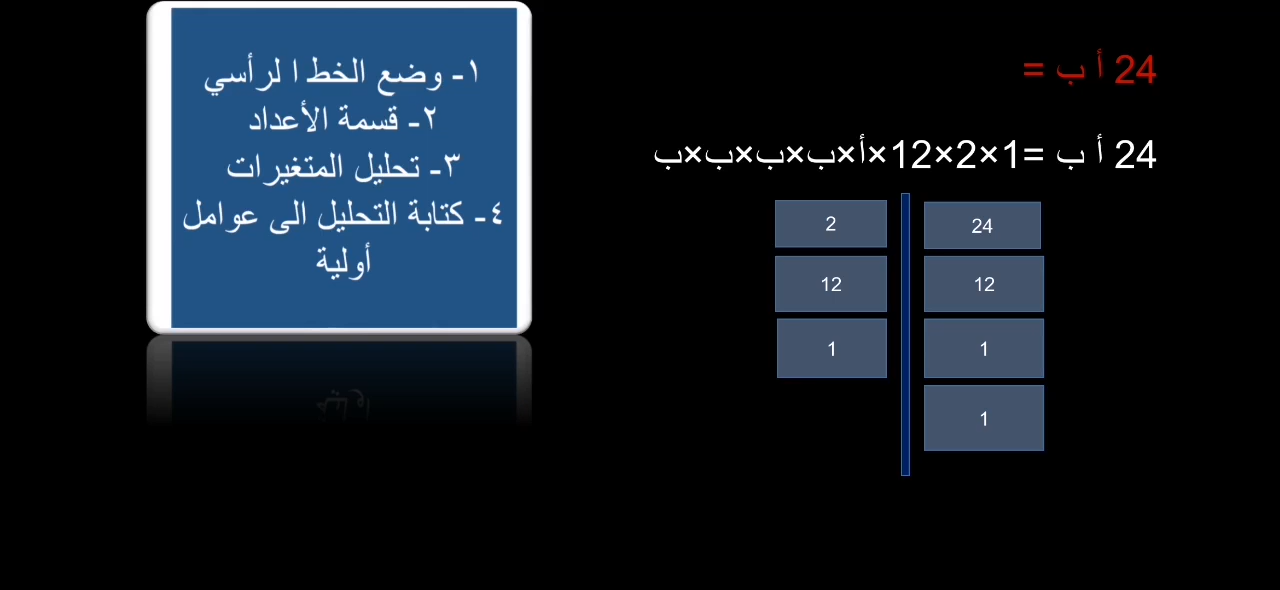 24 أ ب =
24 أ ب =1×2×12×أ×ب×ب×ب×ب
24
2
12
12
1
1
1
١- وضع الخط ا لرأسي
٢- قسمة الأعداد
٣- تحليل المتغيرات
٤- كتابة التحليل الى عوامل
أولية